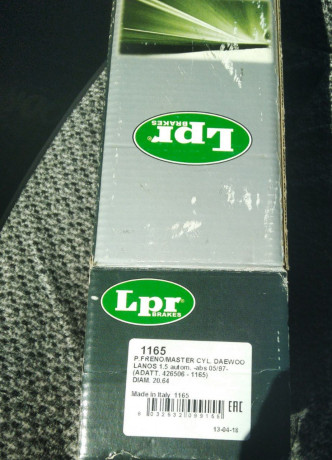 Lpr
BRAKES
Lpr
BRAKES
1165
P.FRENO/MASTER CYL. DAEWOO
LANOS 1.5 autom. -abs 05/97-
(ADATT. 426506 - 1165)
DIAM. 20.64
Made in Italy 1165
EAC
13-04-18